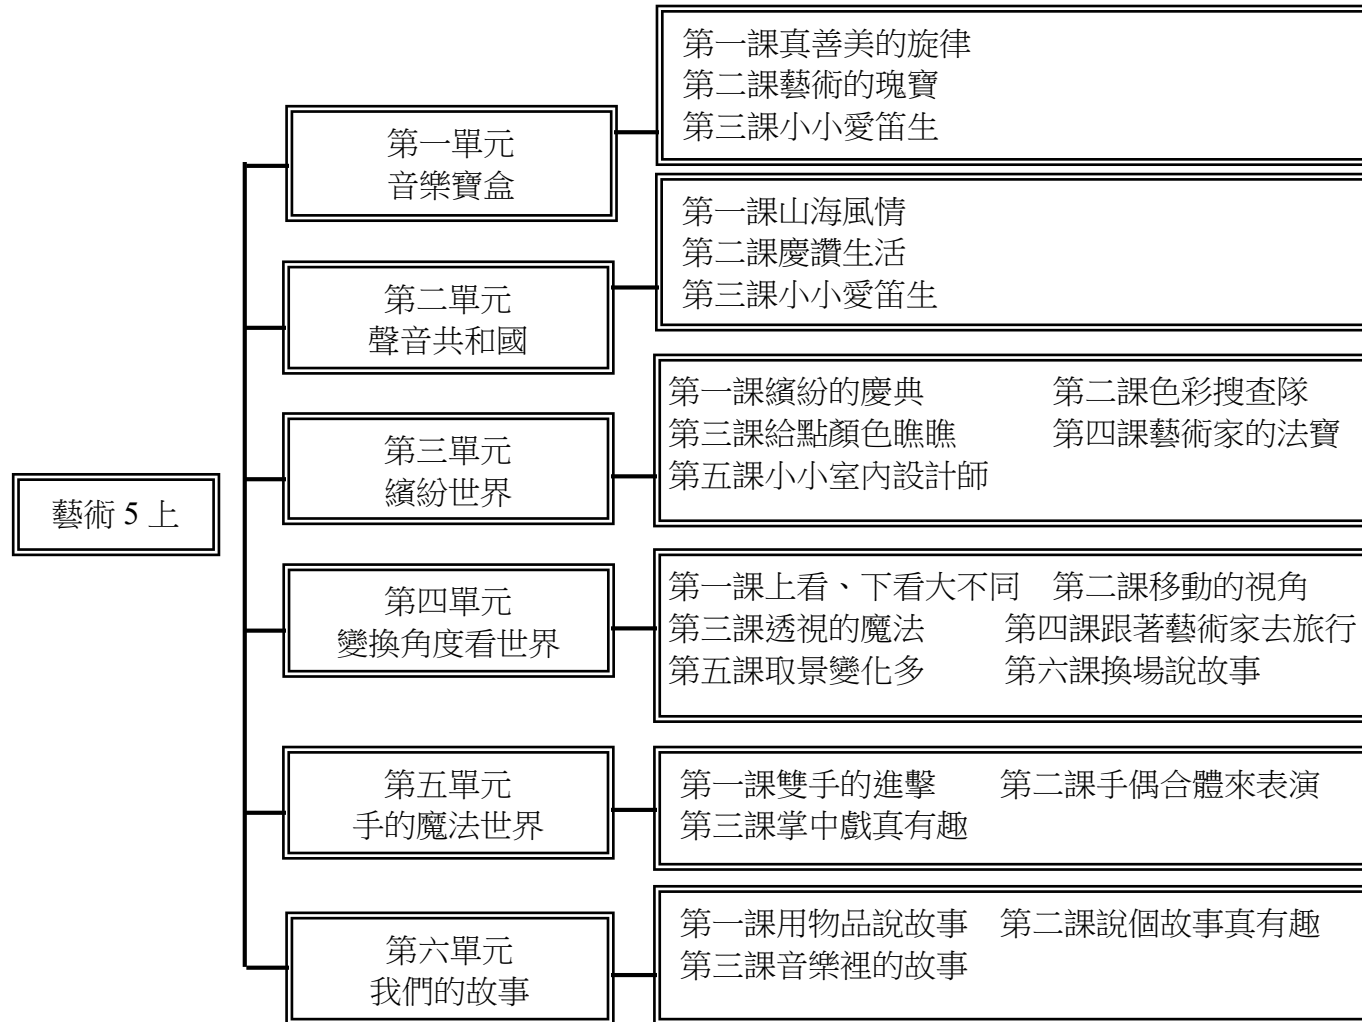 藝術 5 上
第一單元
音樂寶盒
第一課真善美的旋律
第二課藝術的瑰寶
第三課小小愛笛生
第二單元
聲音共和國
第一課山海風情
第二課慶讚生活
第三課小小愛笛生
第三單元
繽紛世界
第一課繽紛的慶典 第二課色彩搜查隊
第三課給點顏色瞧瞧 第四課藝術家的法寶
第五課小小室內設計師
第四單元
變換角度看世界
第一課上看、下看大不同 第二課移動的視角
第三課透視的魔法 第四課跟著藝術家去旅行
第五課取景變化多 第六課換場說故事
第五單元
手的魔法世界
第一課雙手的進擊 第二課手偶合體來表演
第三課掌中戲真有趣
第六單元
我們的故事
第一課用物品說故事 第二課說個故事真有趣
第三課音樂裡的故事